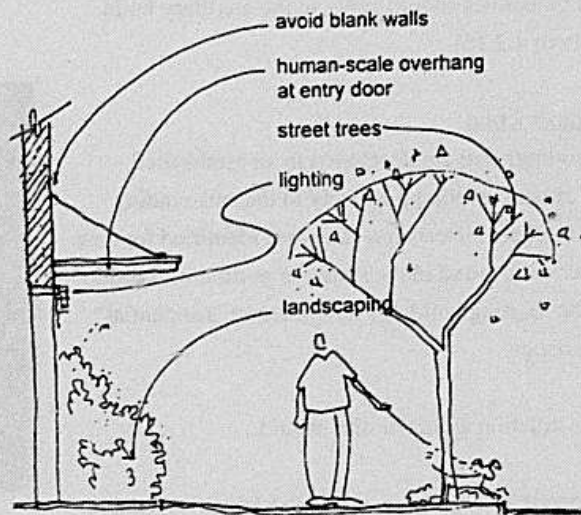 avoid blank walls
human-scale overhang
at entry door
street trees
lighting
landscaping